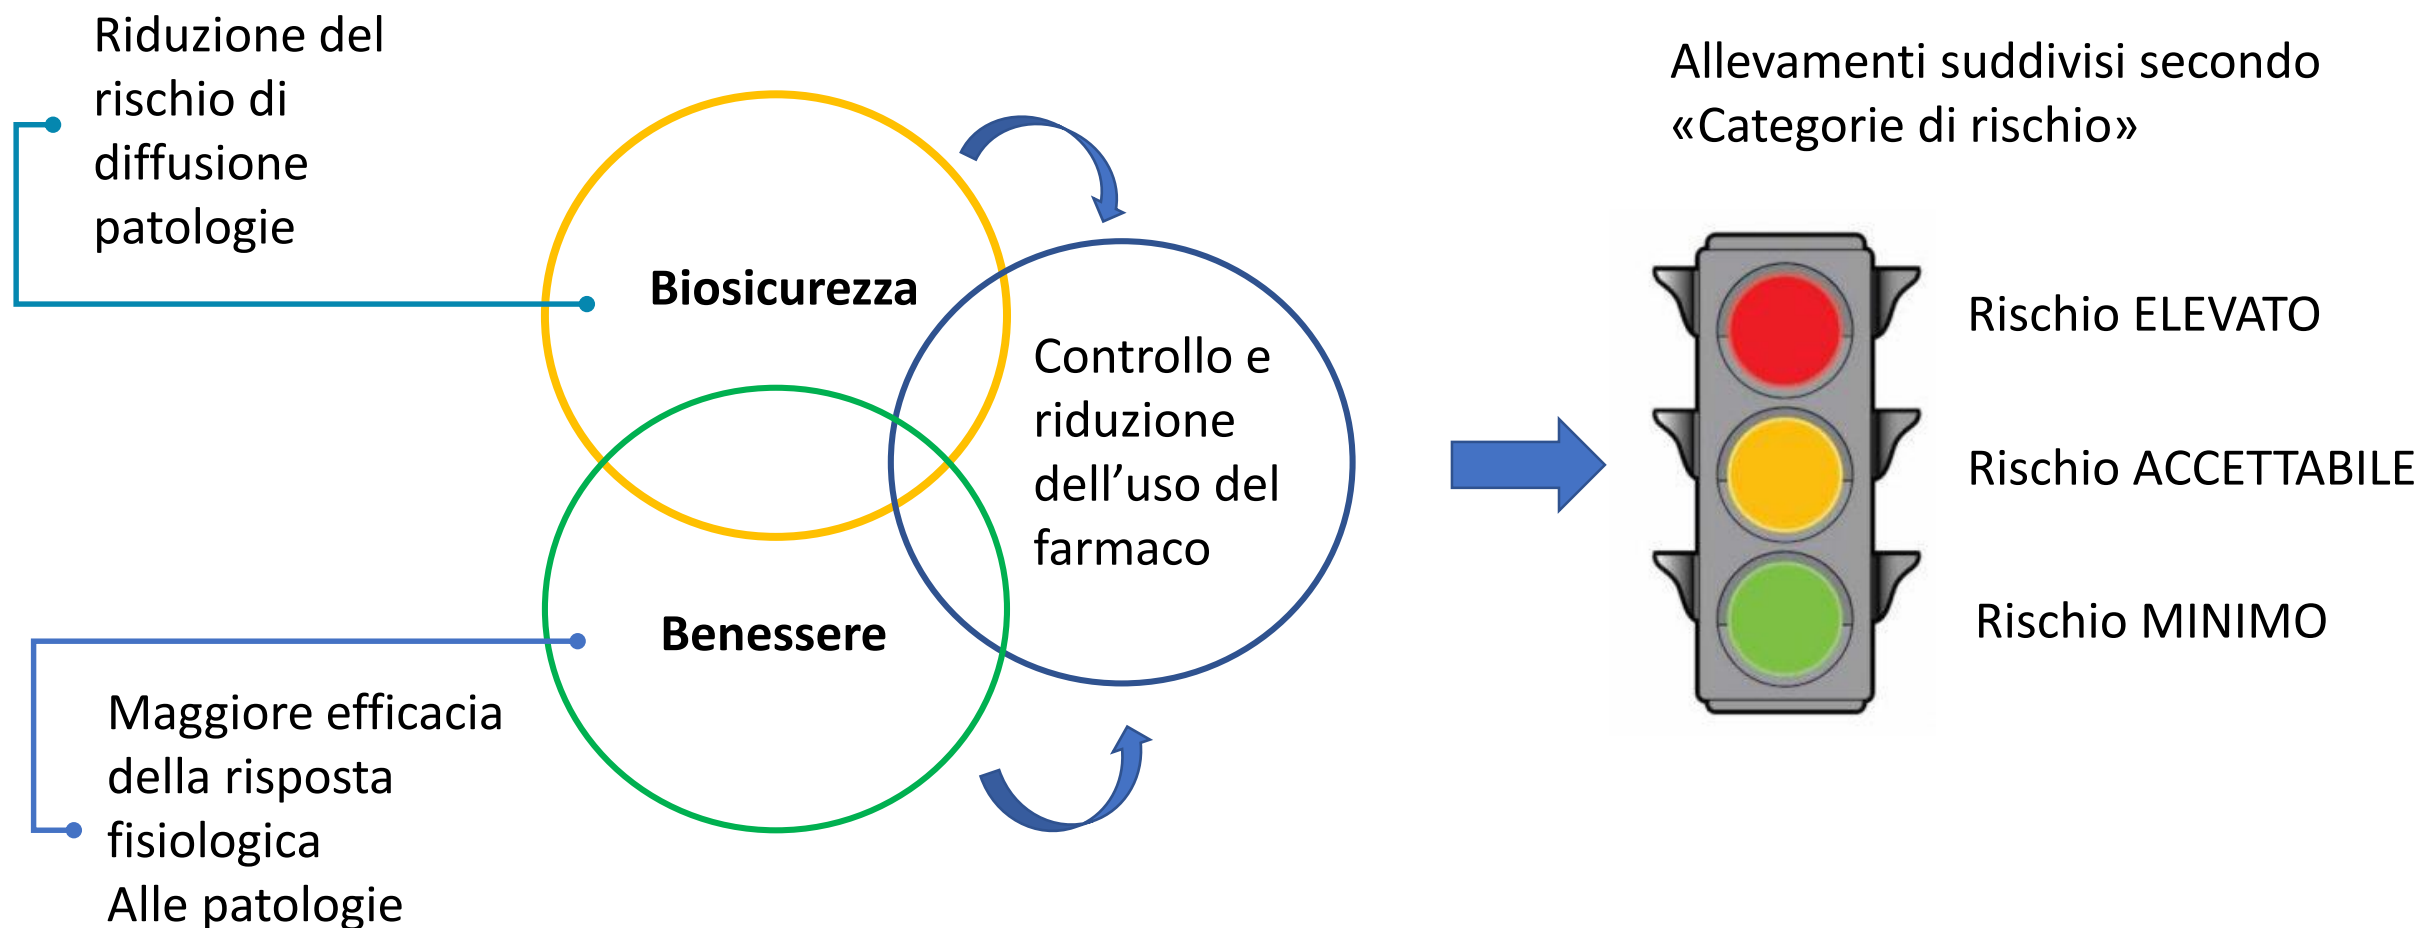 Riduzione del
rischio di
diffusione
patologie
Biosicurezza
Controllo e
riduzione
dell’uso del
farmaco
Benessere
Maggiore efficacia
della risposta
fisiologica
Alle patologie
Allevamenti suddivisi secondo
«Categorie di rischio»
Rischio ELEVATO
Rischio ACCETTABILE
Rischio MINIMO